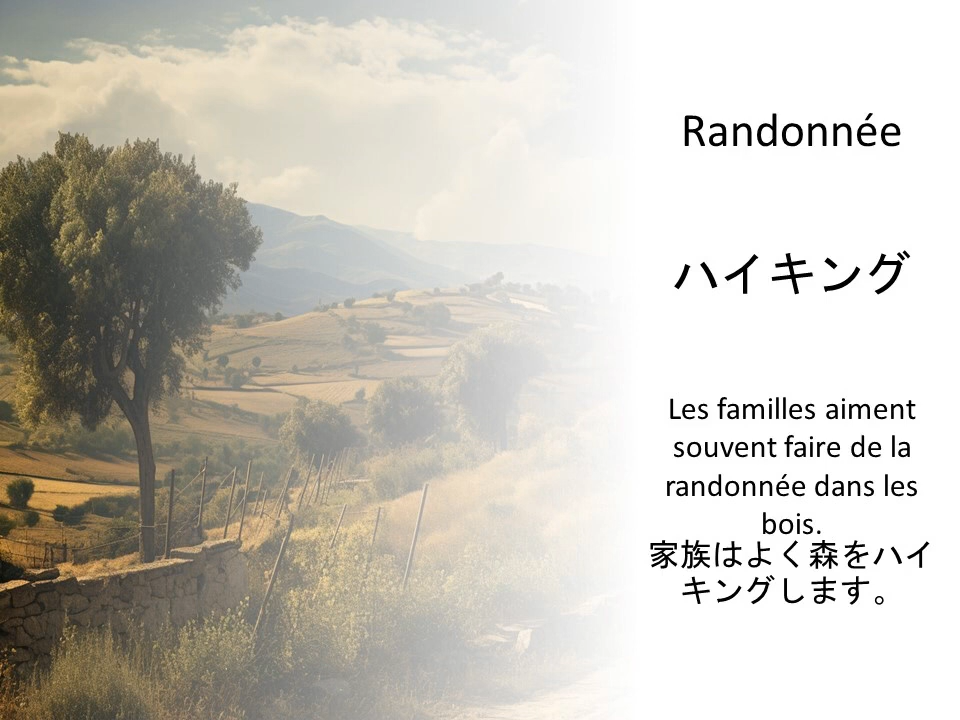 Randonnée
ハイキング
Les familles aiment
souvent faire de la
randonnée dans les
bois.
家族はよく森をハイ
キングします。